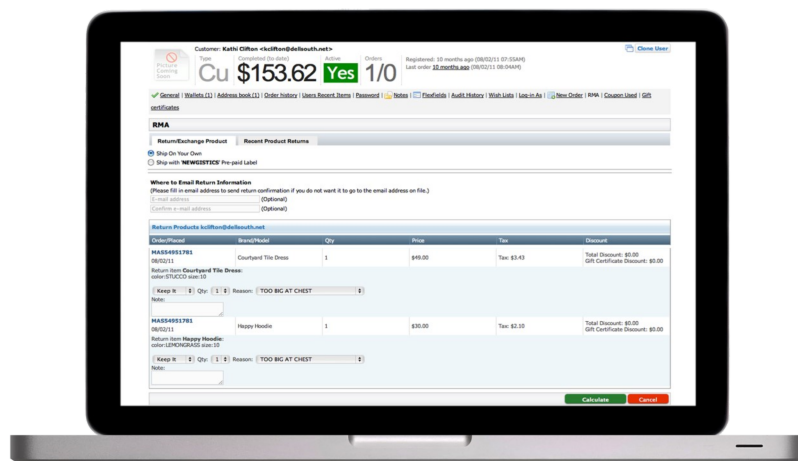 Customer: Kathi Clifton <kclifton@dellsouth.net>
Clone User
Picture
Coming
Soon
Type Completed (to date) Active Orders
Cu $153.62 Yes 1/0
Registered: 10 months ago (08/02/11 07:55AM)
Last order 10 months ago (08/02/11 08:04AM)
General | Wallets (1) | Address book (1) | Order history | Users Recent Items | Password | Notes | Flexfields | Audit History | Wish Lists | Log-in As | New Order | RMA | Coupon Used | Gift
certificates
RMA
Return/Exchange Product Recent Product Returns
Ship On Your Own
Ship with 'NEWGISTICS' Pre-paid Label
Where to Email Return Information
(Please fill in email address to send return confirmation if you do not want it to go to the email address on file.)
E-mail address (Optional)
Confirm e-mail address (Optional)
Return Products kclifton@dellsouth.net
Order/Placed Brand/Model Qty Price Tax Discount
MAS54951781
08/02/11
Courtyard Tile Dress 1 $49.00 Tax: $3.43
Total Discount: $0.00
Gift Certificate Discount: $0.00
Return item Courtyard Tile Dress:
color:STUCCO size:10
Keep It Qty: 1 Reason: TOO BIG AT CHEST
Note:
MAS54951781
08/02/11
Happy Hoodie 1 $30.00 Tax: $2.10
Total Discount: $0.00
Gift Certificate Discount: $0.00
Return item Happy Hoodie:
color:LEMONGRASS size:10
Keep It Qty: 1 Reason: TOO BIG AT CHEST
Note:
Calculate Cancel